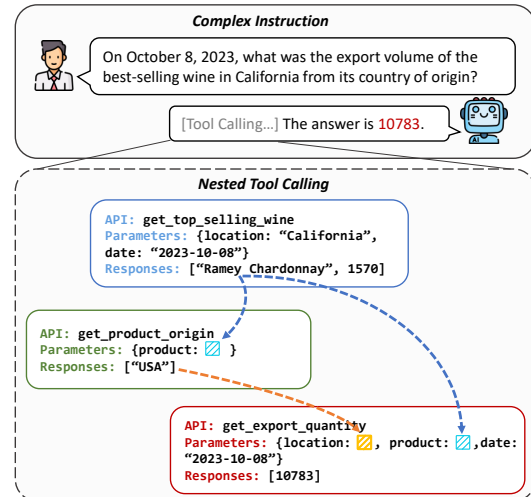 Complex Instruction
On October 8, 2023, what was the export volume of the
best-selling wine in California from its country of origin?
[Tool Calling…] The answer is 10783.
AI
Nested Tool Calling
API: get_top_selling_wine
Parameters: {location: “California”,
date: “2023-10-08”}
Responses: [“Ramey Chardonnay”, 1570]
API: get_product_origin
Parameters: {product: }
Responses: [“USA”]
API: get_export_quantity
Parameters: {location: , product: ,date:
“2023-10-08”}
Responses: [10783]